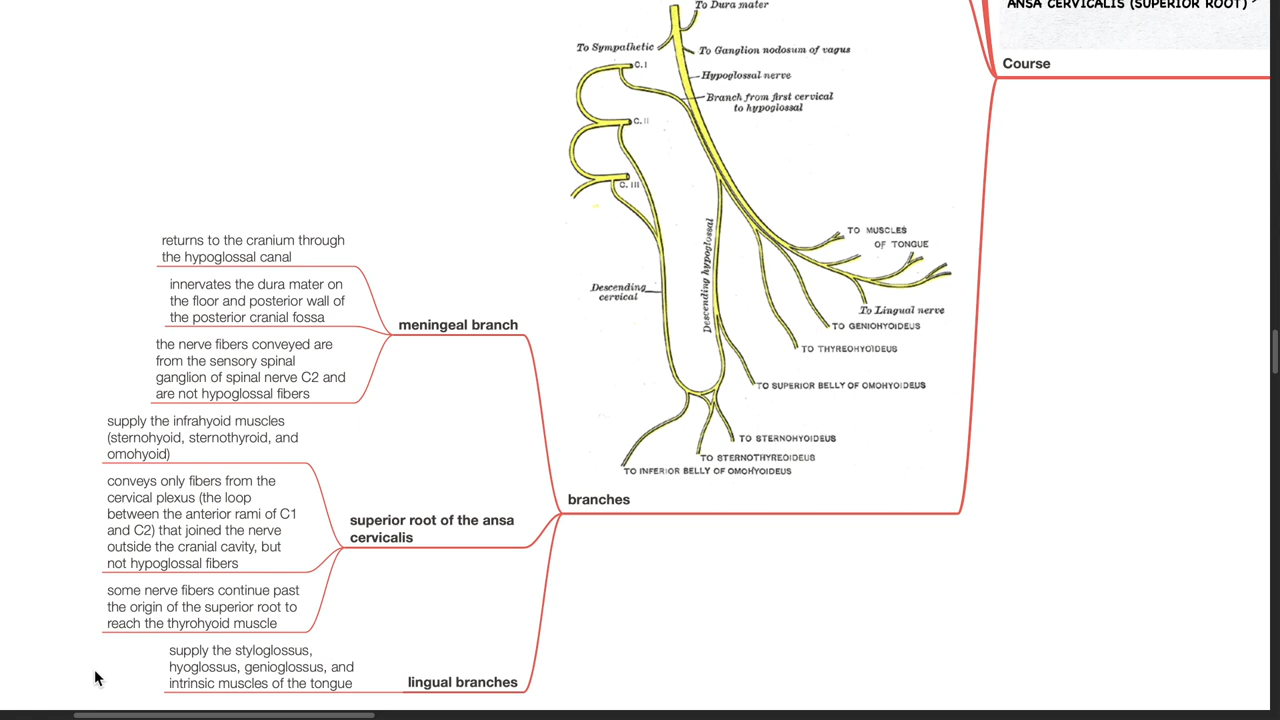 ANSA CERVICALIS (SUPERIOR ROOT)
Course
To Dura mater
To Sympathetic
To Ganglion nodosum of vagus
C.I
Hypoglossal nerve
Branch from first cervical
to hypoglossal
C.II
C.III
Descending hypoglossal
TO MUSCLES
OF TONGUE
Descending
cervical
To Lingual nerve
TO GENIOHYOIDEUS
TO THYREOHYOIDEUS
TO SUPERIOR BELLY OF OMOHYOIDEUS
TO STERNOHYOIDEUS
TO STERNOTHYREOIDEUS
TO INFERIOR BELLY OF OMOHYOIDEUS
branches
meningeal branch
returns to the cranium through
the hypoglossal canal
innervates the dura mater on
the floor and posterior wall of
the posterior cranial fossa
the nerve fibers conveyed are
from the sensory spinal
ganglion of spinal nerve C2 and
are not hypoglossal fibers
superior root of the ansa
cervicalis
supply the infrahyoid muscles
(sternohyoid, sternothyroid, and
omohyoid)
conveys only fibers from the
cervical plexus (the loop
between the anterior rami of C1
and C2) that joined the nerve
outside the cranial cavity, but
not hypoglossal fibers
some nerve fibers continue past
the origin of the superior root to
reach the thyrohyoid muscle
lingual branches
supply the styloglossus,
hyoglossus, genioglossus, and
intrinsic muscles of the tongue